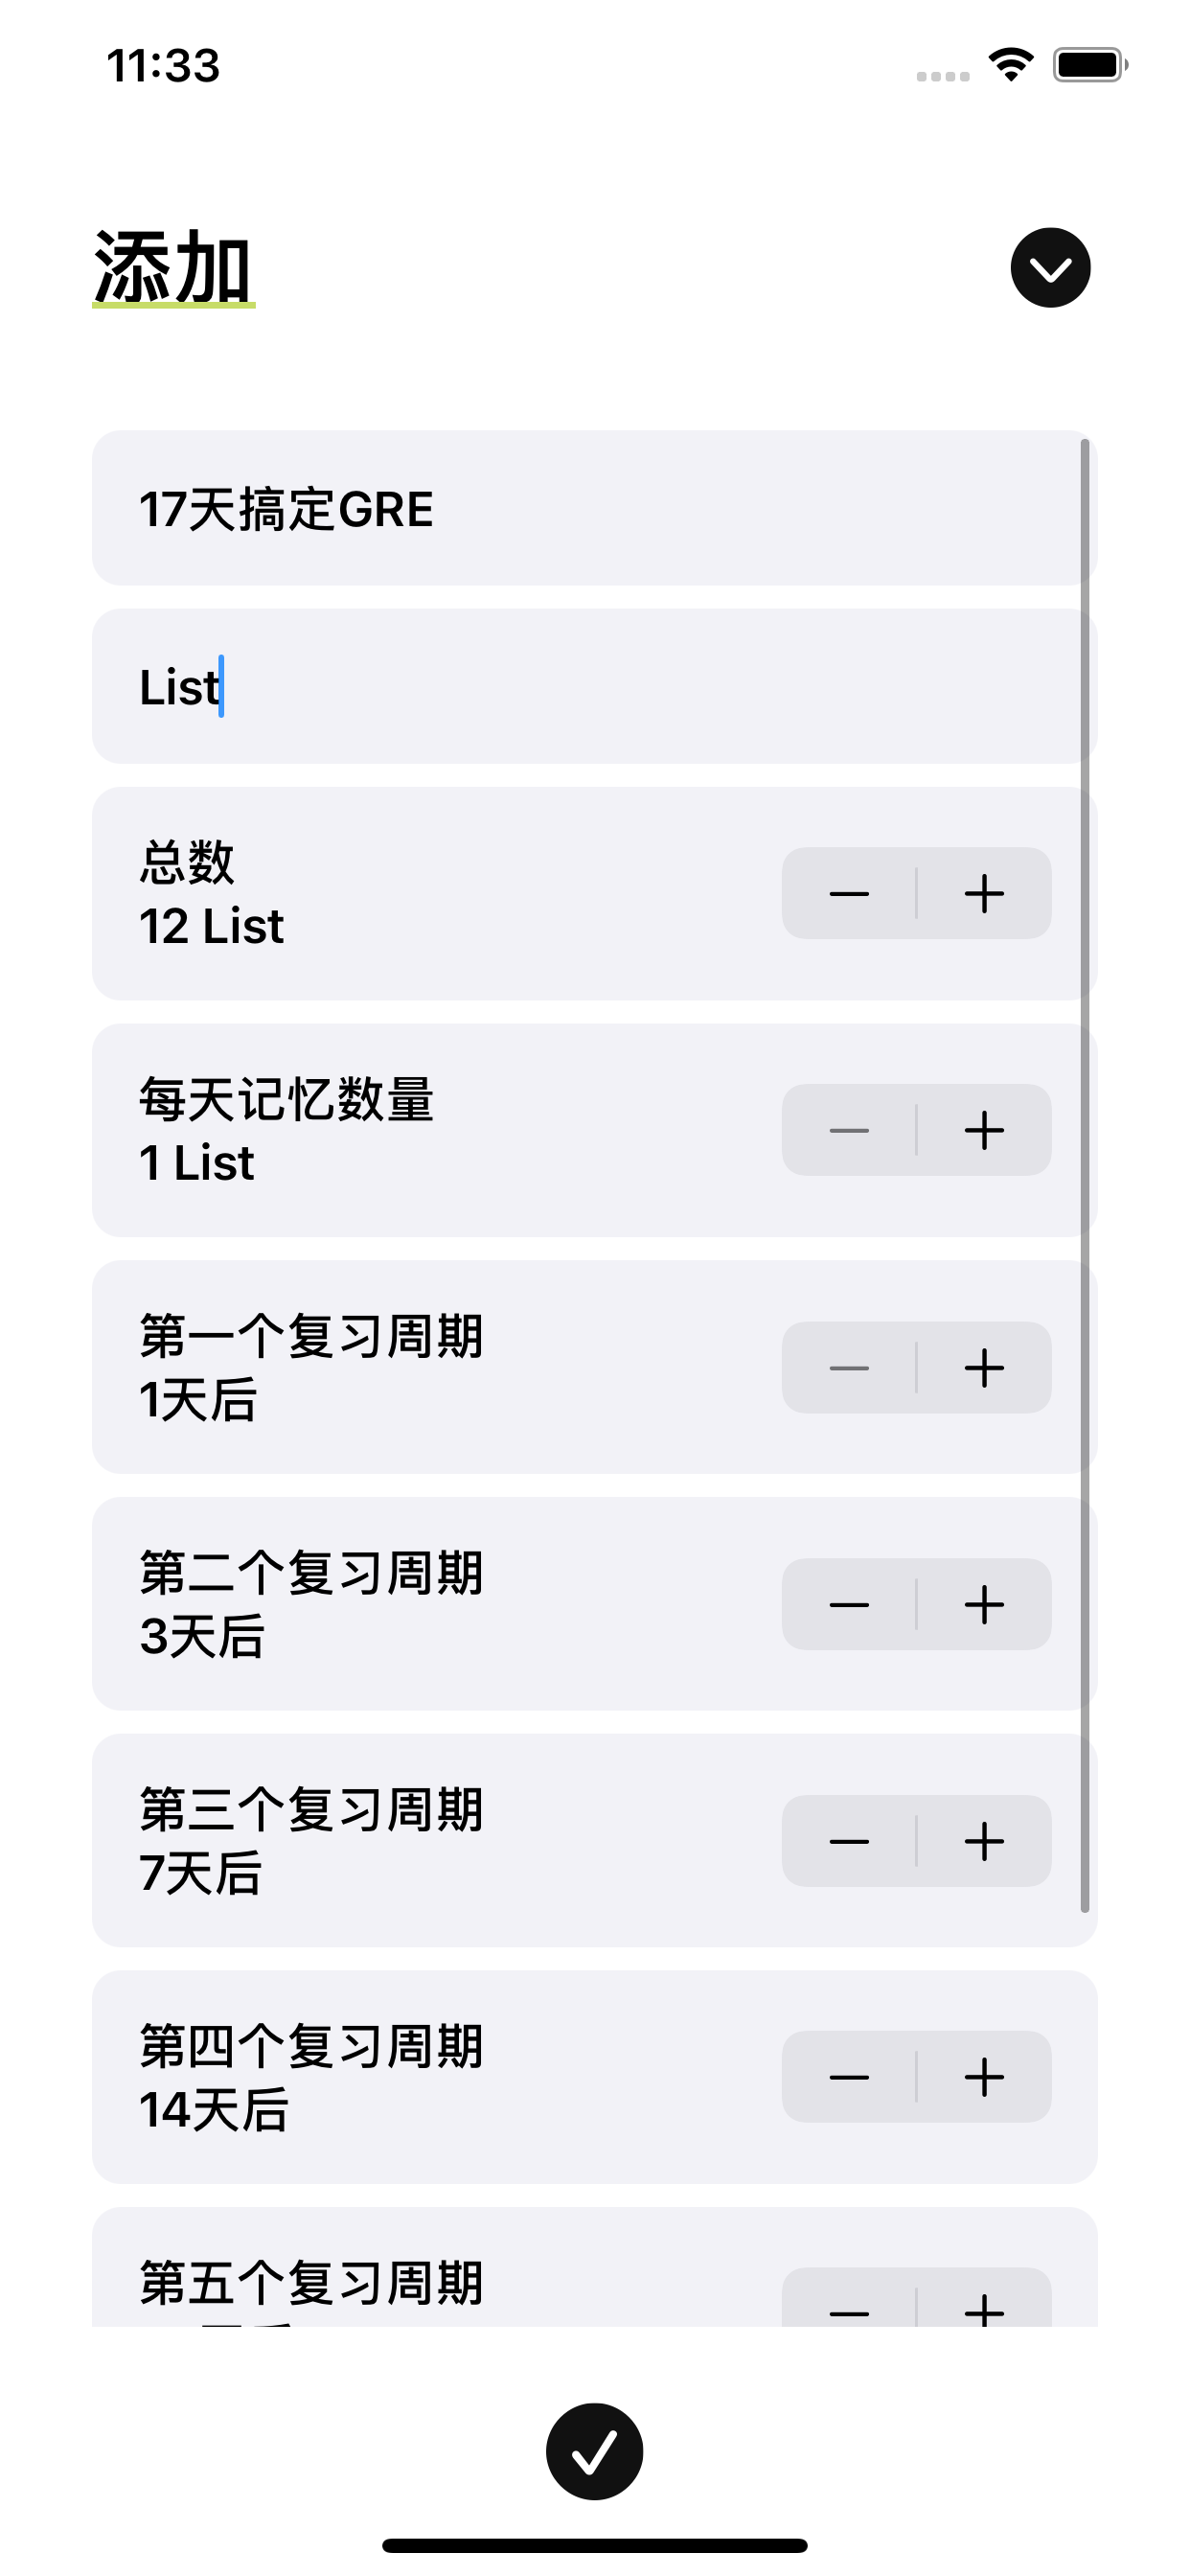 11:33
添加
17天搞定GRE
List
总数
12 List
每天记忆数量
1 List
第一个复习周期
1天后
第二个复习周期
3天后
第三个复习周期
7天后
第四个复习周期
14天后
第五个复习周期